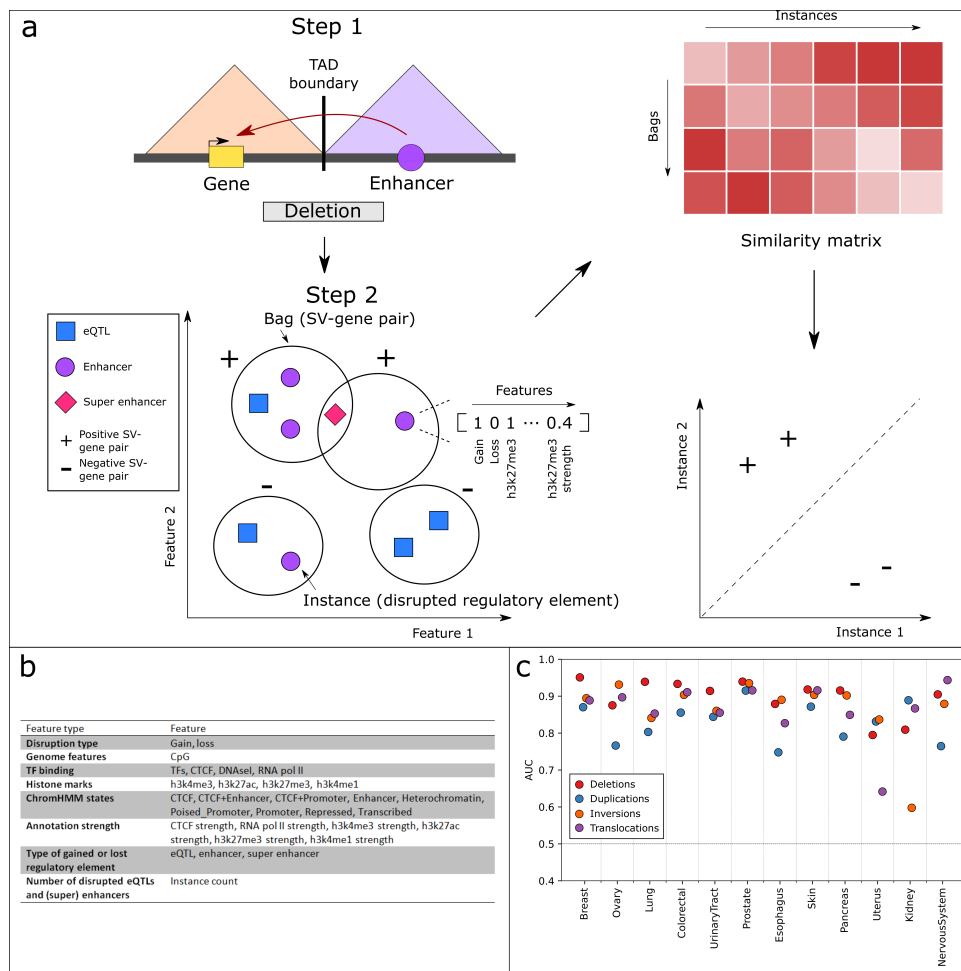 a
Step 1
TAD
boundary
Gene
Enhancer
Deletion
Instances
Bags
Similarity matrix
Step 2
Bag (SV-gene pair)
eQTL
Enhancer
Super enhancer
+ Positive SV-
gene pair
- Negative SV-
gene pair
+
+
-
-
Features
[ 1 0 1 ... 0.4 ]
Gain
Loss
h3k27me3
h3k27me3
strength
Instance (disrupted regulatory element)
Feature 2
Feature 1
Instance 2
+
+
-
-
Instance 1
b
Feature type Feature
Disruption type Gain, loss
Genome features CpG
TF binding TFs, CTCF, DNAseI, RNA pol II
Histone marks h3k4me3, h3k27ac, h3k27me3, h3k4me1
ChromHMM states CTCF, CTCF+Enhancer, CTCF+Promoter, Enhancer, Heterochromatin,
Poised_Promoter, Promoter, Repressed, Transcribed
Annotation strength CTCF strength, RNA pol II strength, h3k4me3 strength, h3k27ac
strength, h3k27me3 strength, h3k4me1 strength
Type of gained or lost eQTL, enhancer, super enhancer
regulatory element
Number of disrupted eQTLs Instance count
and (super) enhancers
c
1.0
0.9
0.8
0.7
0.6
0.5
0.4
AUC
Deletions
Duplications
Inversions
Translocations
Breast
Ovary
Lung
Colorectal
UrinaryTract
Prostate
Esophagus
Skin
Pancreas
Uterus
Kidney
NervousSystem